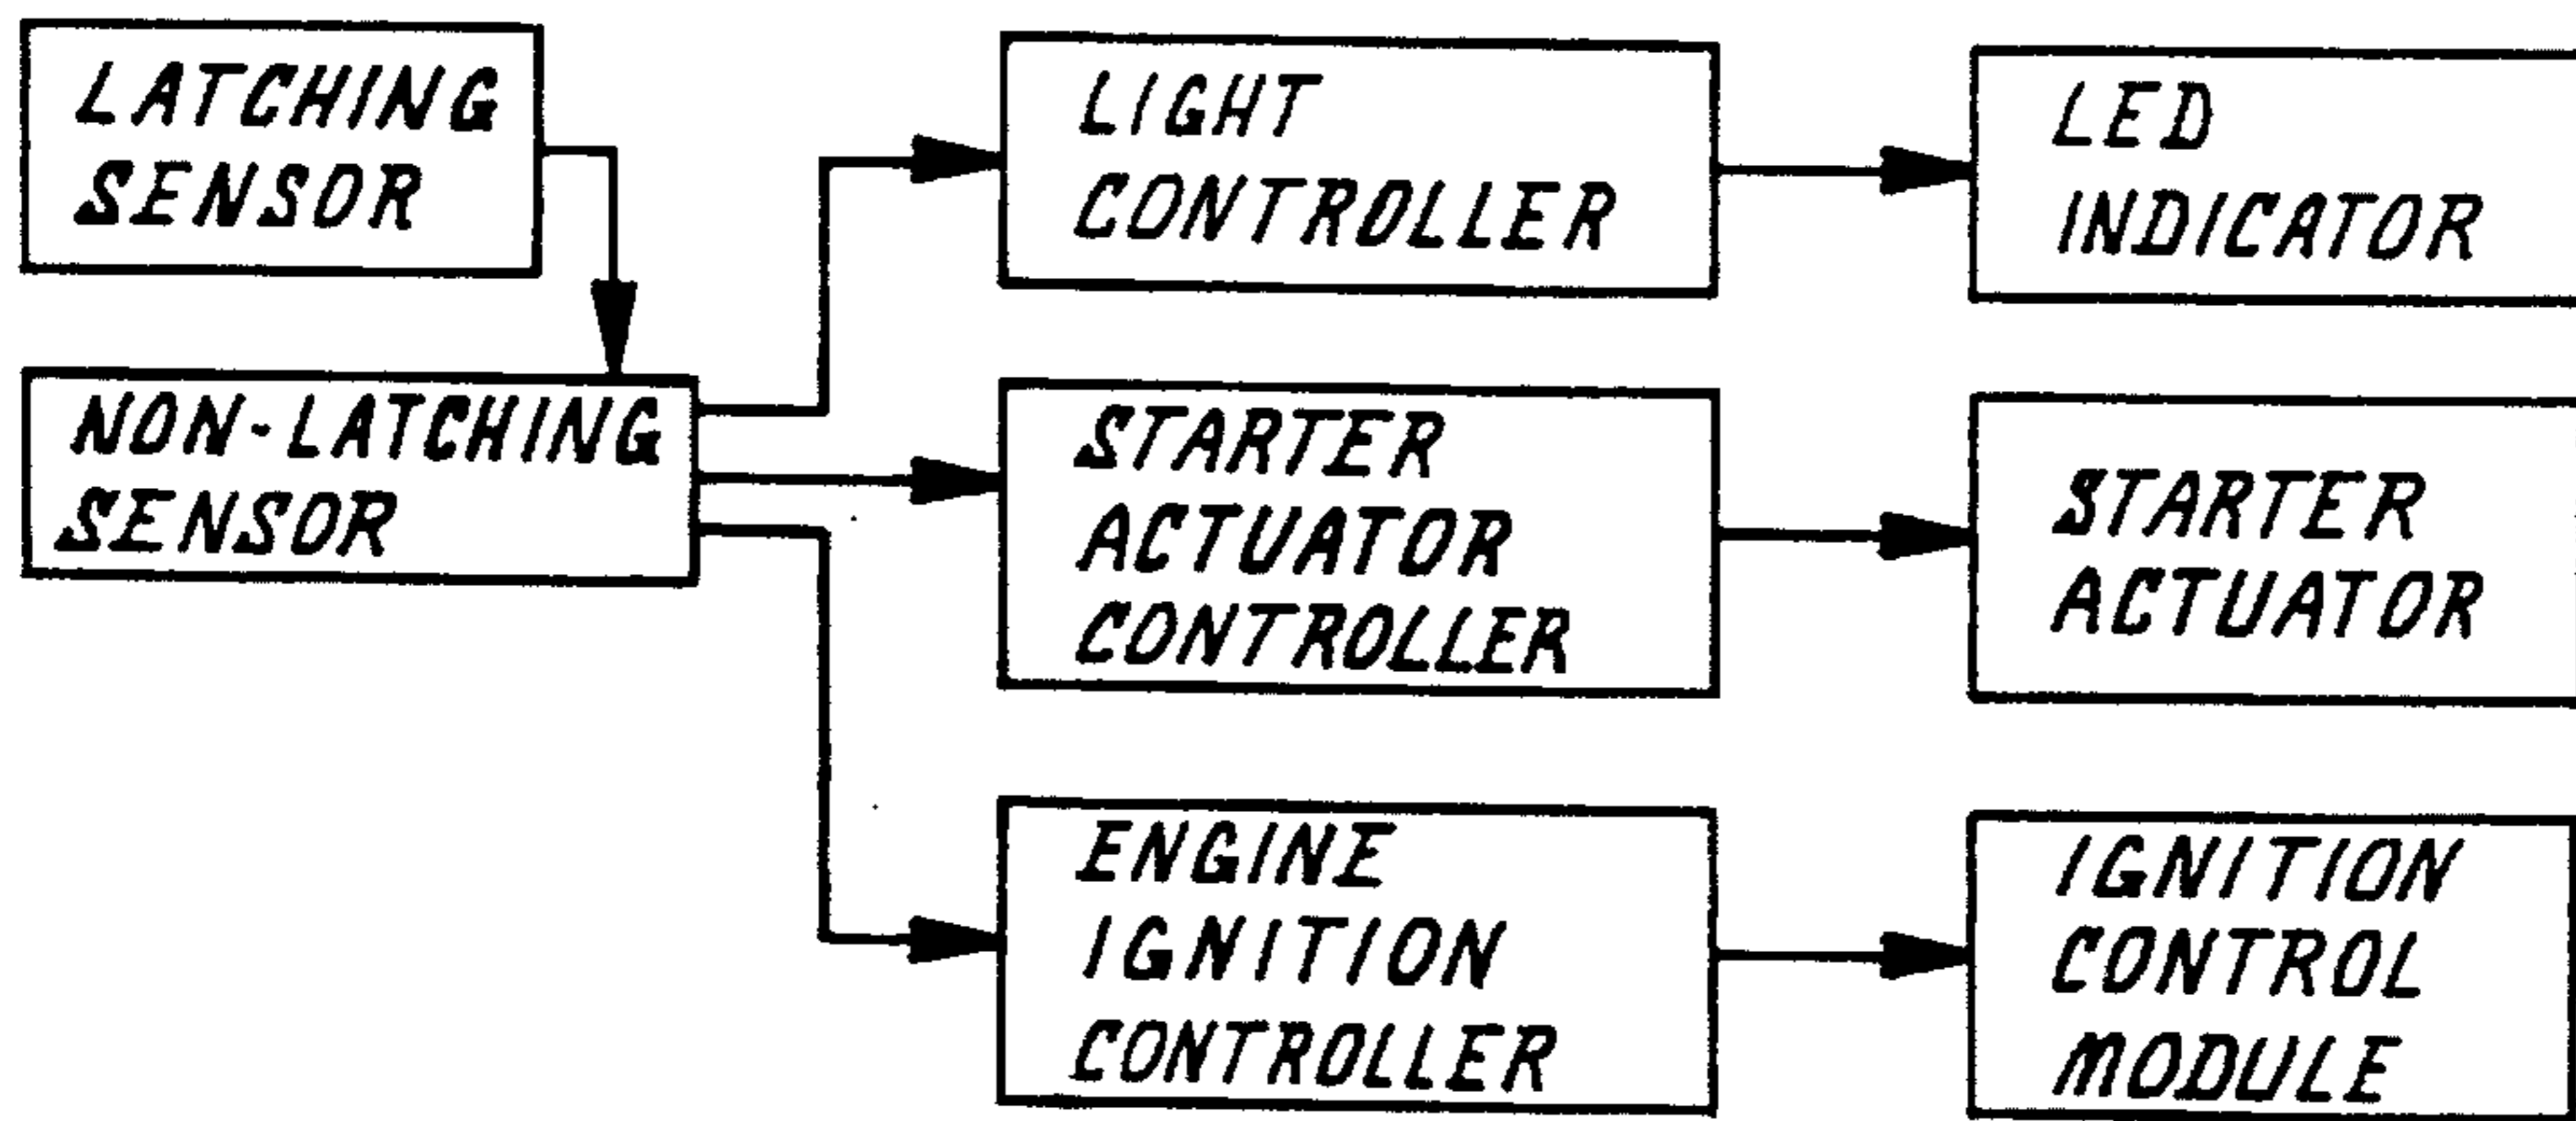 LATCHING
SENSOR
NON-LATCHING
SENSOR
LIGHT
CONTROLLER
LED
INDICATOR
STARTER
ACTUATOR
CONTROLLER
STARTER
ACTUATOR
ENGINE
IGNITION
CONTROLLER
IGNITION
CONTROL
MODULE